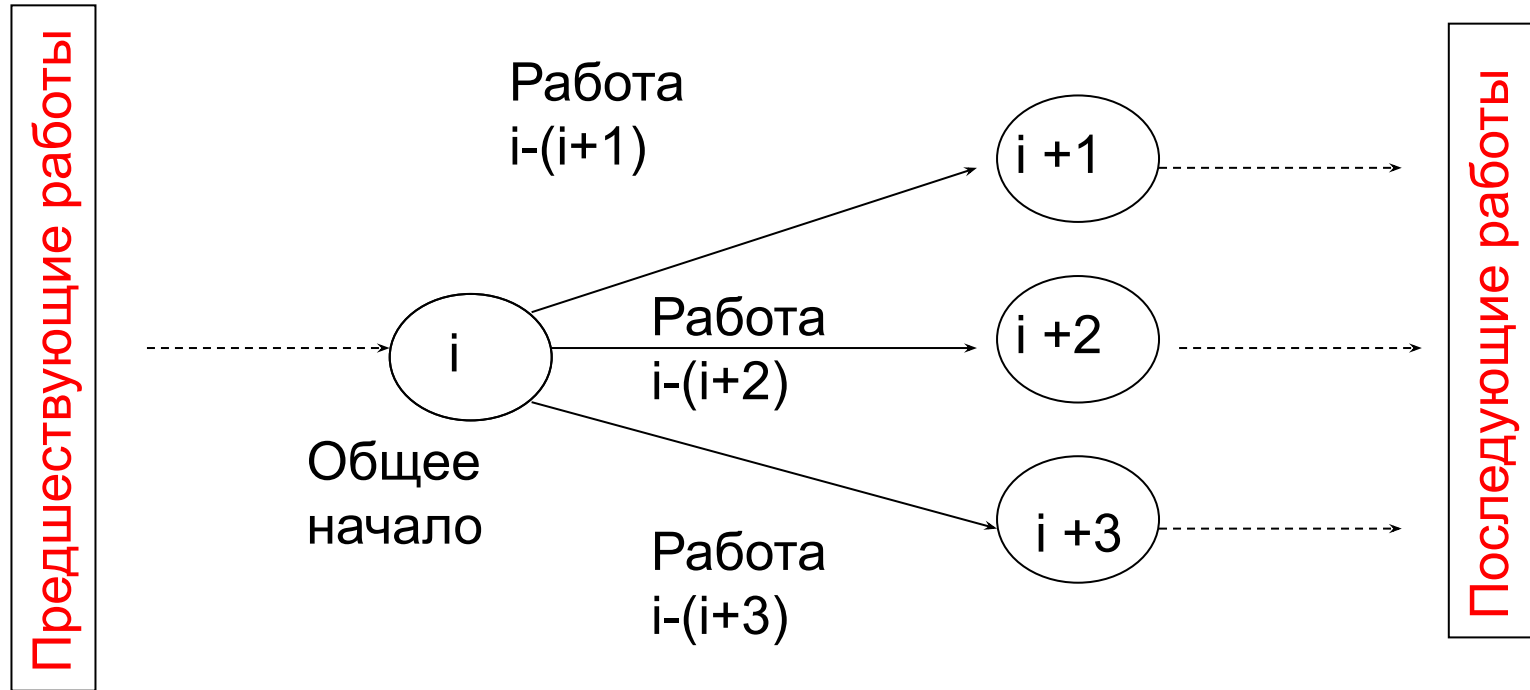 Предшествующие работы
Работа
i-(i+1)
i +1
i
Работа
i-(i+2)
i +2
Общее
начало
Работа
i-(i+3)
i +3
Последующие работы